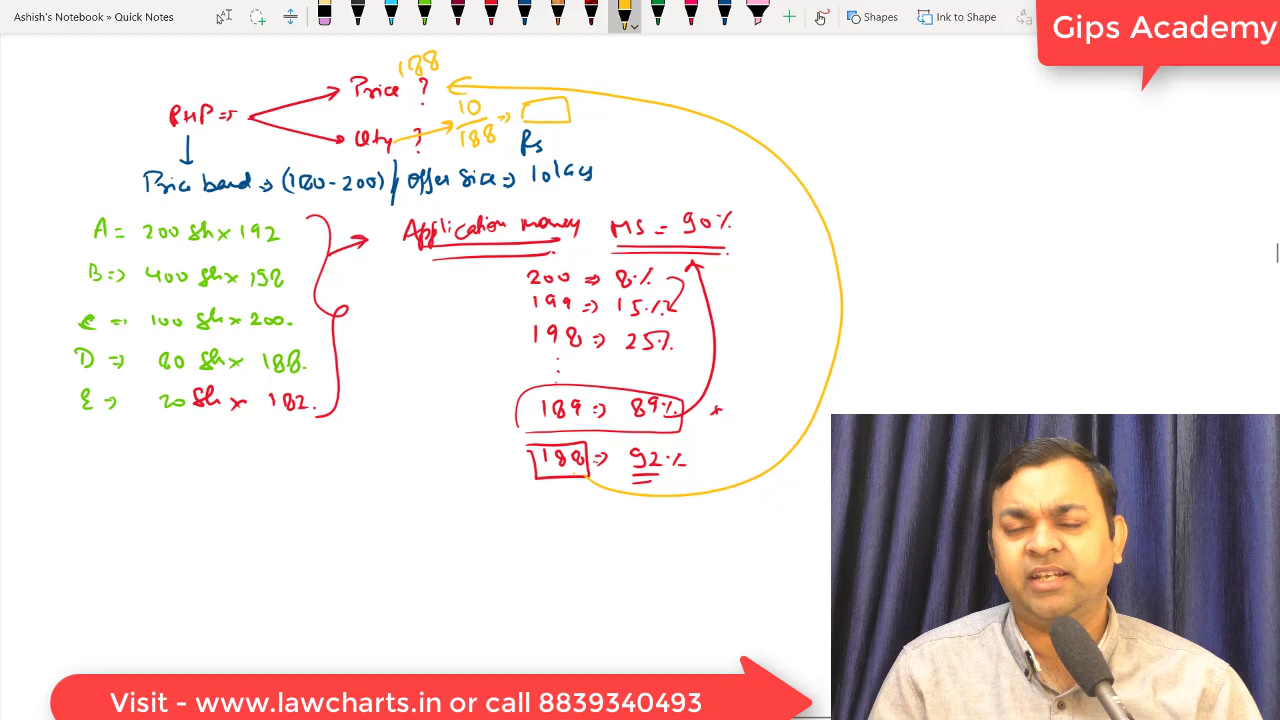 Ashish's Notebook » Quick Notes
Shapes
Ink to Shape
Gips Academy
188
Price ?
RHP ⇒
10/188 ⇒
Qty ?
Rs
Price band ⇒ (180-200) / Offer Size ⇒ 10 lacs
A = 200 Sh × 192
Application money MS = 90%
B ⇒ 400 Sh × 198
200 ⇒ 8%
199 ⇒ 15%
C ⇒ 100 Sh × 200.
198 ⇒ 25%
D ⇒ 80 Sh × 188.
E ⇒ 20 Sh × 182.
189 ⇒ 89%
188 ⇒ 92%
Visit - www.lawcharts.in or call 8839340493